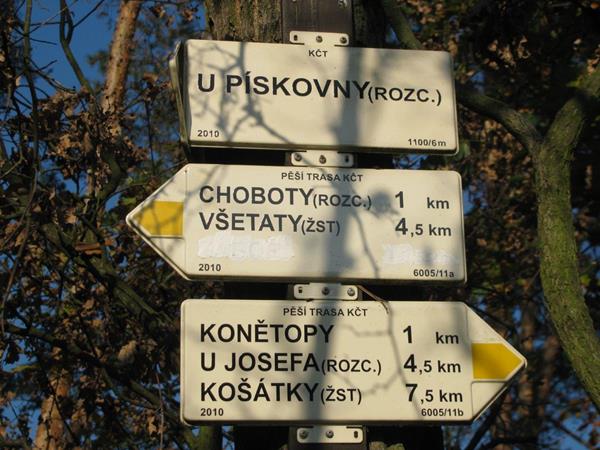 KČT
U PÍSKOVNY(ROZC.)
2010 1100/6m
PĚŠÍ TRASA KČT
CHOBOTY(ROZC.) 1 km
VŠETATY(ŽST) 4,5 km
2010 6005/11a
PĚŠÍ TRASA KČT
KONĚTOPY 1 km
U JOSEFA(ROZC.) 4,5 km
KOŠÁTKY(ŽST) 7,5 km
2010 6005/11b